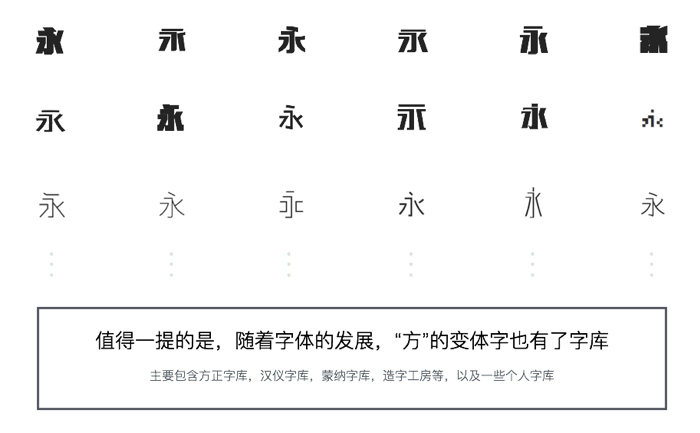 永 永 永 永 永 永
永 永 永 永 永 永
永 永 永 永 永 永
值得一提的是，随着字体的发展，“方”的变体字也有了字库
主要包含方正字库，汉仪字库，蒙纳字库，造字工房等，以及一些个人字库